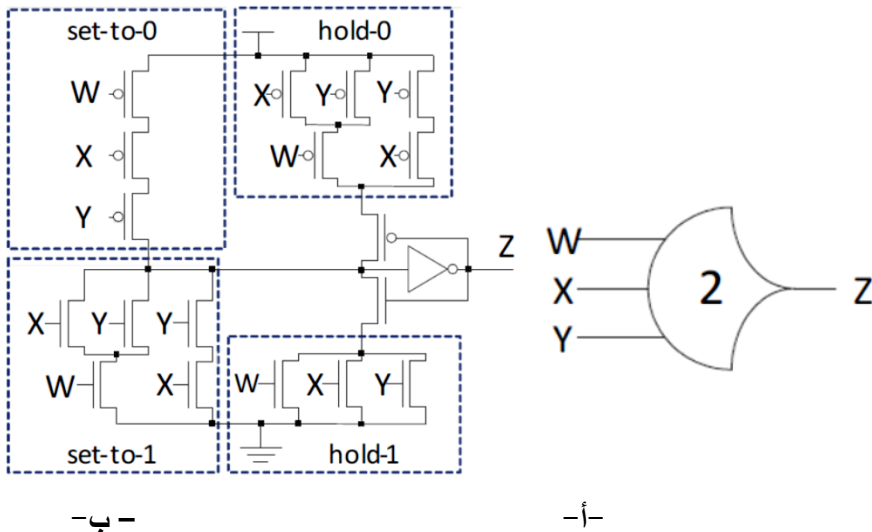 set-to-0
hold-0
W
X
Y
X
Y
Y
W
X
Z
X
Y
Y
W
X
W
X
Y
set-to-1
hold-1
W
X
Y
2
Z
-أ-
-ب-